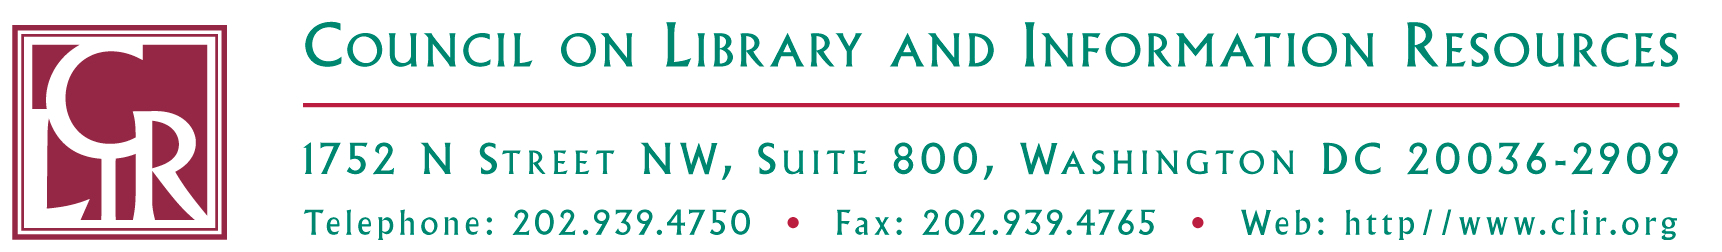 CLIR
COUNCIL ON LIBRARY AND INFORMATION RESOURCES
1752 N STREET NW, SUITE 800, WASHINGTON DC 20036-2909
Telephone: 202.939.4750 • Fax: 202.939.4765 • Web: http//www.clir.org